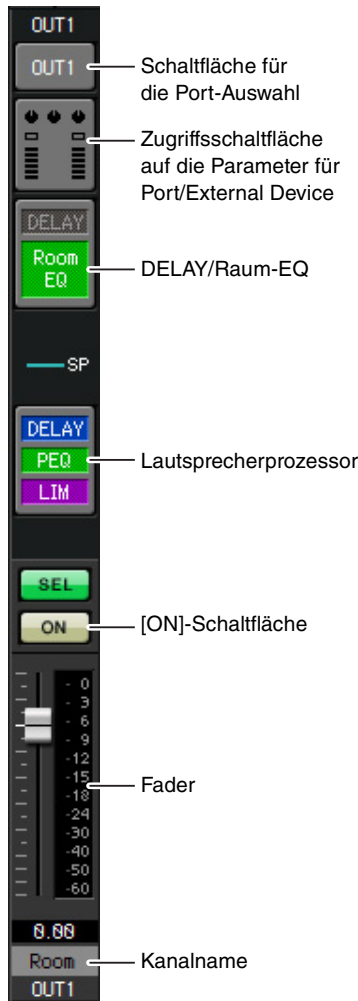 OUT1
OUT1
Schaltfläche für
die Port-Auswahl
Zugriffsschaltfläche
auf die Parameter für
Port/External Device
DELAY
Room
EQ
DELAY/Raum-EQ
SP
DELAY
PEQ
LIM
Lautsprecherprozessor
SEL
ON
[ON]-Schaltfläche
- 0
- 3
- 6
- 9
-12
-15
-18
-24
-30
-40
-50
-60
Fader
0.00
Room
Kanalname
OUT1